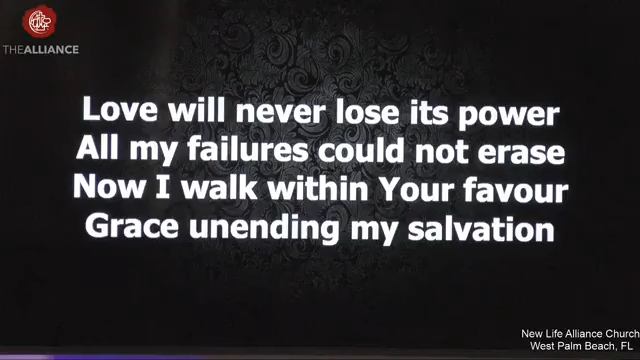 THEALLIANCE
Love will never lose its power
All my failures could not erase
Now I walk within Your favour
Grace unending my salvation
New Life Alliance Church
West Palm Beach, FL